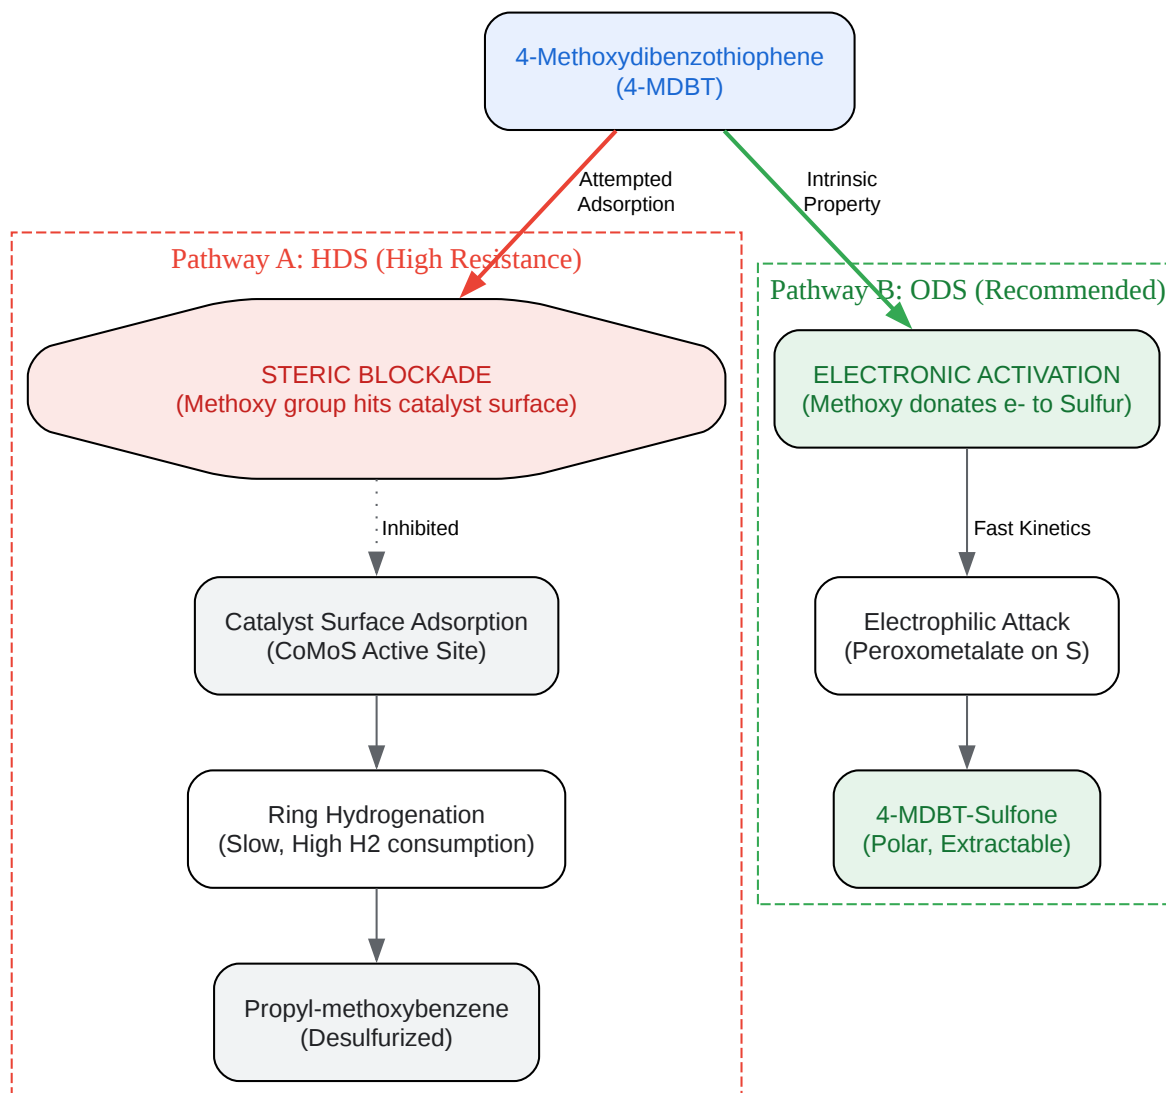 4-Methoxydibenzothiophene
(4-MDBT)
Attempted
Adsorption
Intrinsic
Property
Pathway A: HDS (High Resistance)
STERIC BLOCKADE
(Methoxy group hits catalyst surface)
Inhibited
Catalyst Surface Adsorption
(CoMoS Active Site)
Ring Hydrogenation
(Slow, High H2 consumption)
Propyl-methoxybenzene
(Desulfurized)
Pathway B: ODS (Recommended)
ELECTRONIC ACTIVATION
(Methoxy donates e- to Sulfur)
Fast Kinetics
Electrophilic Attack
(Peroxometalate on S)
4-MDBT-Sulfone
(Polar, Extractable)